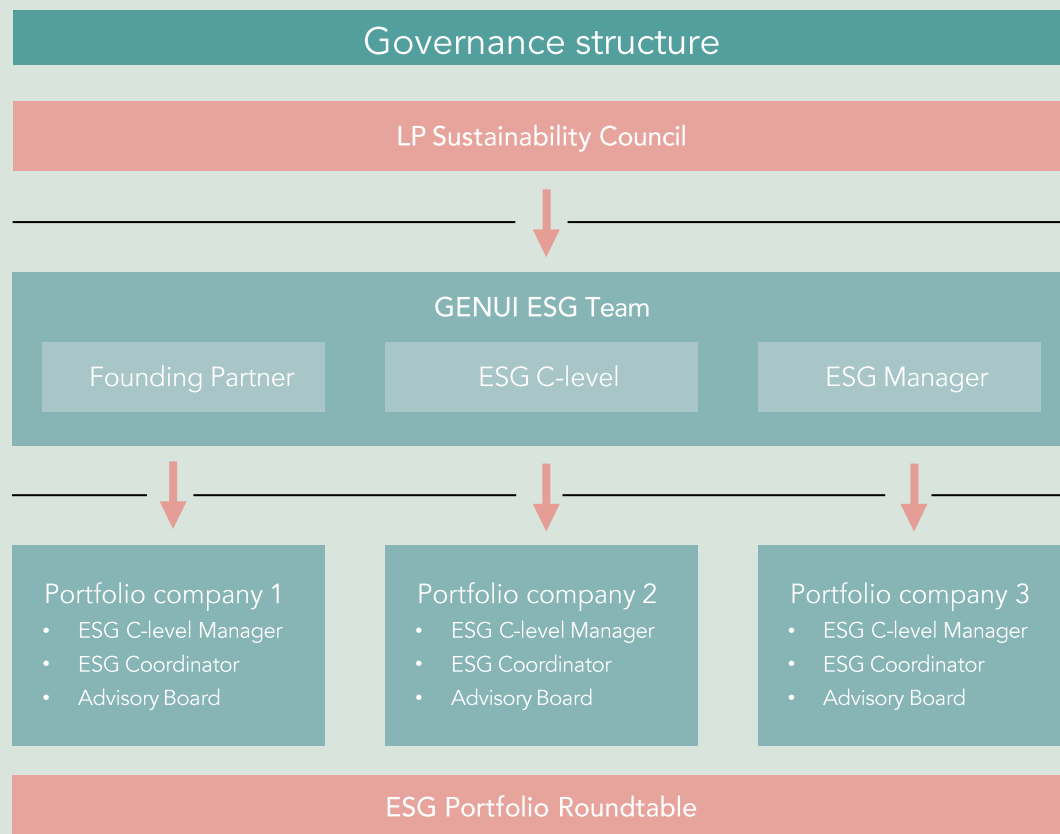 Governance structure
LP Sustainability Council
GENUI ESG Team
Founding Partner
ESG C-level
ESG Manager
Portfolio company 1
• ESG C-level Manager
• ESG Coordinator
• Advisory Board
Portfolio company 2
• ESG C-level Manager
• ESG Coordinator
• Advisory Board
Portfolio company 3
• ESG C-level Manager
• ESG Coordinator
• Advisory Board
ESG Portfolio Roundtable